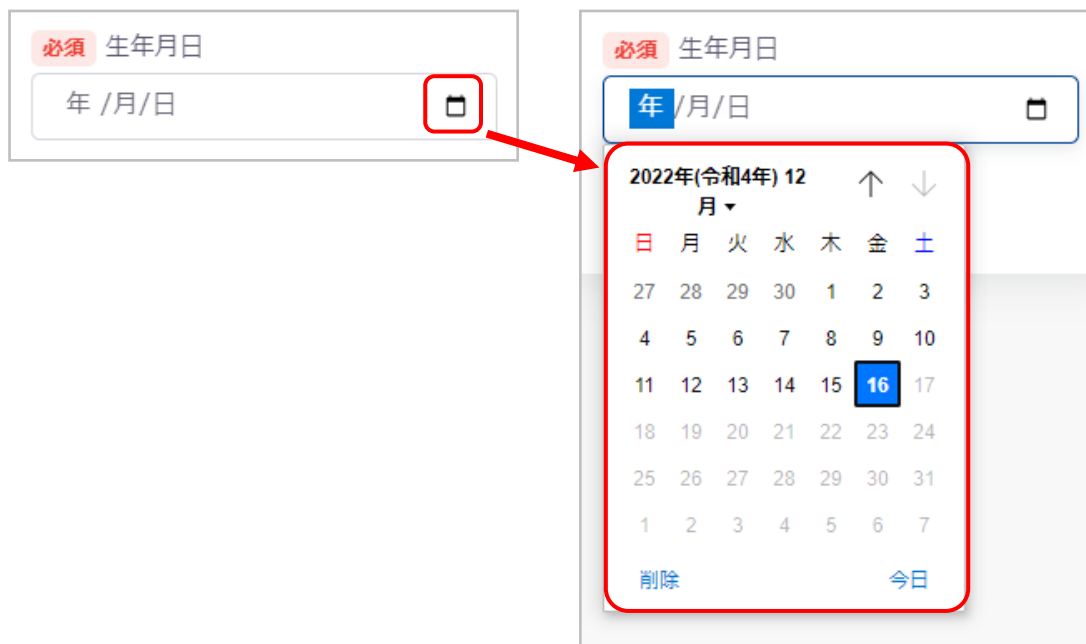 必須 生年月日
年 /月/日
必須 生年月日
年 /月/日
2022年(令和4年) 12
月
日 月 火 水 木 金 土
27 28 29 30 1 2 3
4 5 6 7 8 9 10
11 12 13 14 15 16 17
18 19 20 21 22 23 24
25 26 27 28 29 30 31
1 2 3 4 5 6 7
削除 今日